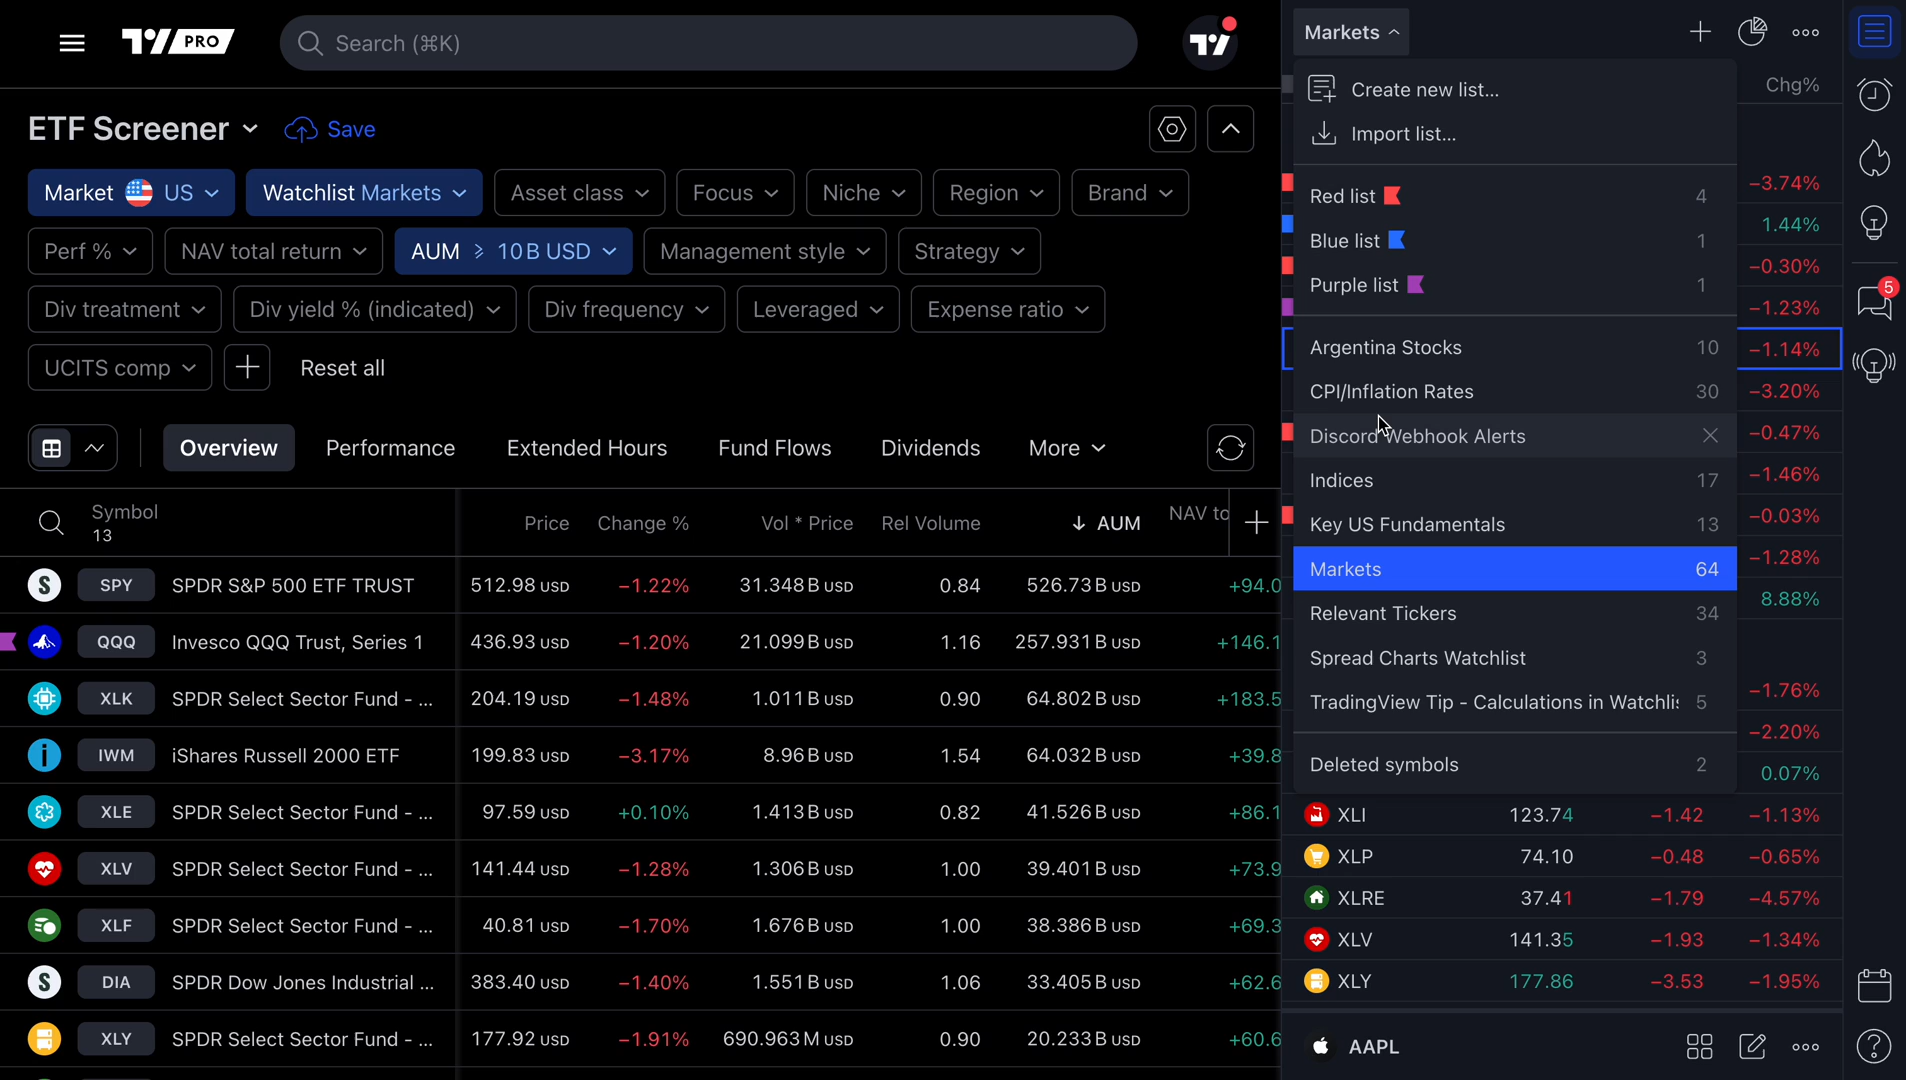 PRO
Search (⌘K)
Markets
Chg%
Create new list...
Import list...
Red list 4
Blue list 1
Purple list 1
Argentina Stocks 10
CPI/Inflation Rates 30
Discord Webhook Alerts
Indices 17
Key US Fundamentals 13
Markets 64
Relevant Tickers 34
Spread Charts Watchlist 3
TradingView Tip - Calculations in Watchli 5
Deleted symbols 2
−3.74%
1.44%
−0.30%
−1.23%
−1.14%
−3.20%
−0.47%
−1.46%
−0.03%
−1.28%
8.88%
−1.76%
−2.20%
0.07%
XLI 123.74 −1.42 −1.13%
XLP 74.10 −0.48 −0.65%
XLRE 37.41 −1.79 −4.57%
XLV 141.35 −1.93 −1.34%
XLY 177.86 −3.53 −1.95%
AAPL
5
ETF Screener Save
Market US Watchlist Markets Asset class Focus Niche Region Brand
Perf % NAV total return AUM ≥ 10 B USD Management style Strategy
Div treatment Div yield % (indicated) Div frequency Leveraged Expense ratio
UCITS comp Reset all
Overview Performance Extended Hours Fund Flows Dividends More
Symbol 13 Price Change % Vol * Price Rel Volume ↓ AUM NAV to
S SPY SPDR S&P 500 ETF TRUST 512.98 USD −1.22% 31.348 B USD 0.84 526.73 B USD +94.0
QQQ Invesco QQQ Trust, Series 1 436.93 USD −1.20% 21.099 B USD 1.16 257.931 B USD +146.1
XLK SPDR Select Sector Fund - ... 204.19 USD −1.48% 1.011 B USD 0.90 64.802 B USD +183.5
i IWM iShares Russell 2000 ETF 199.83 USD −3.17% 8.96 B USD 1.54 64.032 B USD +39.8
XLE SPDR Select Sector Fund - ... 97.59 USD +0.10% 1.413 B USD 0.82 41.526 B USD +86.1
XLV SPDR Select Sector Fund - ... 141.44 USD −1.28% 1.306 B USD 1.00 39.401 B USD +73.9
XLF SPDR Select Sector Fund - ... 40.81 USD −1.70% 1.676 B USD 1.00 38.386 B USD +69.3
S DIA SPDR Dow Jones Industrial ... 383.40 USD −1.40% 1.551 B USD 1.06 33.405 B USD +62.6
XLY SPDR Select Sector Fund - ... 177.92 USD −1.91% 690.963 M USD 0.90 20.233 B USD +60.6